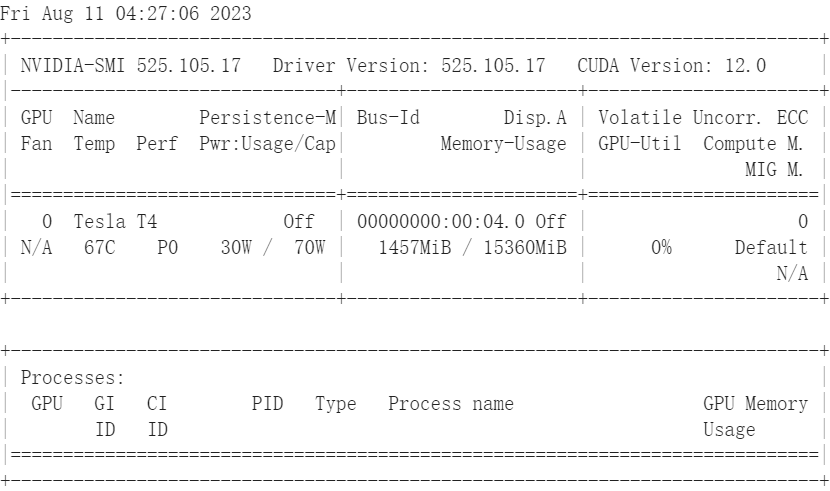 Fri Aug 11 04:27:06 2023
+-----------------------------------------------------------------------------+
| NVIDIA-SMI 525.105.17   Driver Version: 525.105.17   CUDA Version: 12.0     |
|-------------------------------+----------------------+----------------------+
| GPU  Name        Persistence-M| Bus-Id        Disp.A | Volatile Uncorr. ECC |
| Fan  Temp  Perf  Pwr:Usage/Cap|         Memory-Usage | GPU-Util  Compute M. |
|                               |                      |               MIG M. |
|===============================+======================+======================|
|   0  Tesla T4            Off  | 00000000:00:04.0 Off |                    0 |
| N/A   67C    P0    30W /  70W |   1457MiB / 15360MiB |      0%      Default |
|                               |                      |                  N/A |
+-------------------------------+----------------------+----------------------+

+-----------------------------------------------------------------------------+
| Processes:                                                                  |
|  GPU   GI   CI        PID   Type   Process name                  GPU Memory |
|        ID   ID                                                   Usage      |
|=============================================================================|
+-----------------------------------------------------------------------------+